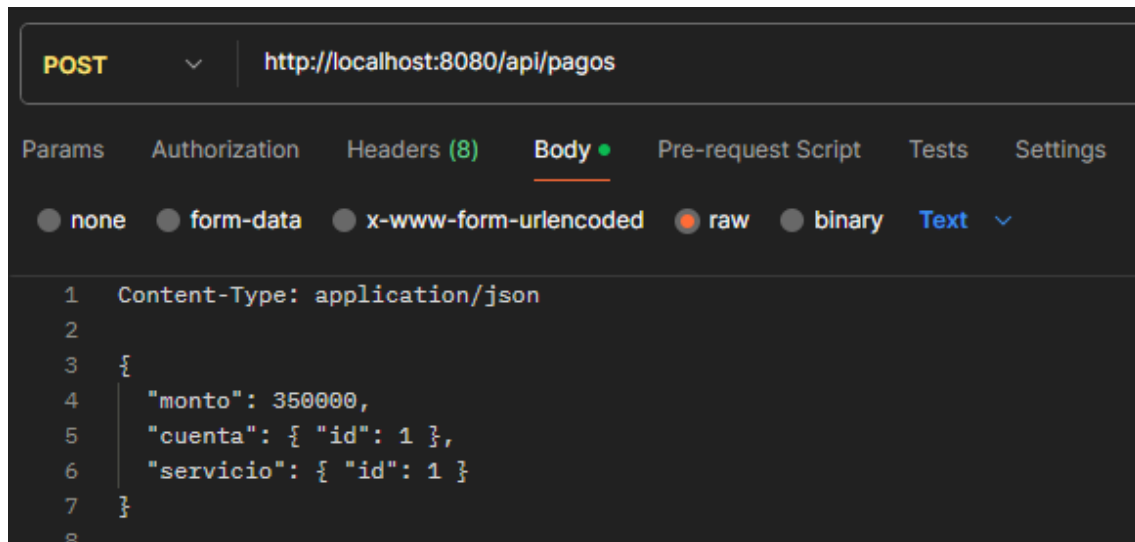 POST http://localhost:8080/api/pagos
Params Authorization Headers (8) Body Pre-request Script Tests Settings
none form-data x-www-form-urlencoded raw binary Text
1 Content-Type: application/json
2
3 {
4 "monto": 350000,
5 "cuenta": { "id": 1 },
6 "servicio": { "id": 1 }
7 }
8